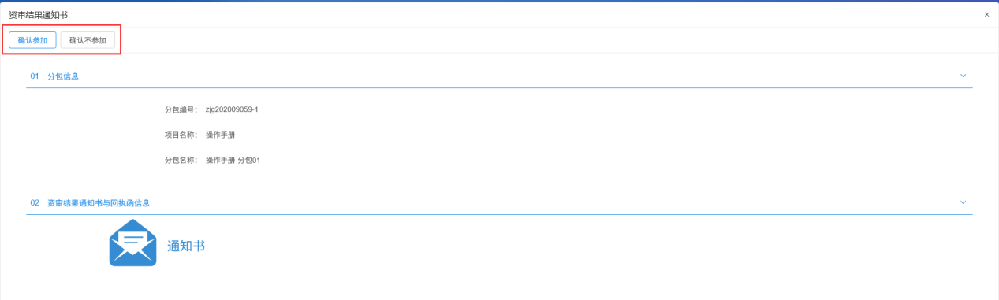 资审结果通知书 ×
确认参加 确认不参加
01 分包信息
分包编号： zjg202009059-1
项目名称： 操作手册
分包名称： 操作手册-分包01
02 资审结果通知书与回执函信息
通知书